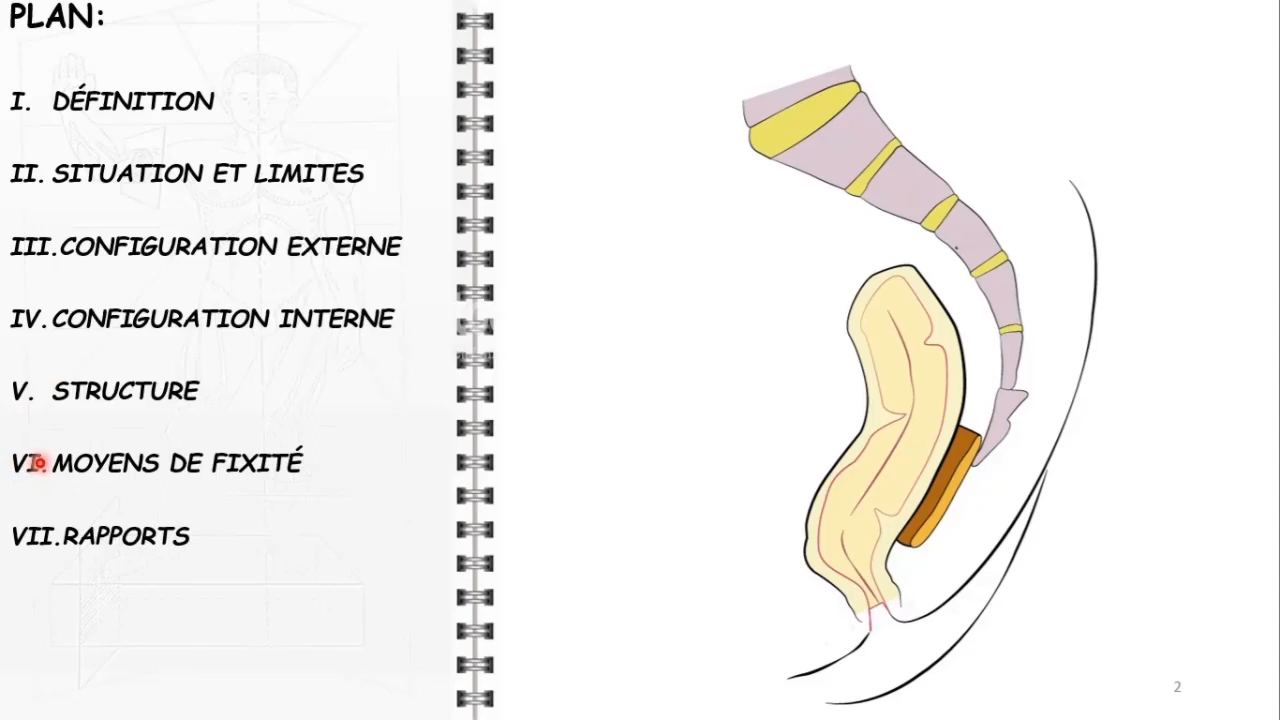 PLAN:
I. DÉFINITION
II. SITUATION ET LIMITES
III. CONFIGURATION EXTERNE
IV. CONFIGURATION INTERNE
V. STRUCTURE
VI. MOYENS DE FIXITÉ
VII. RAPPORTS
2